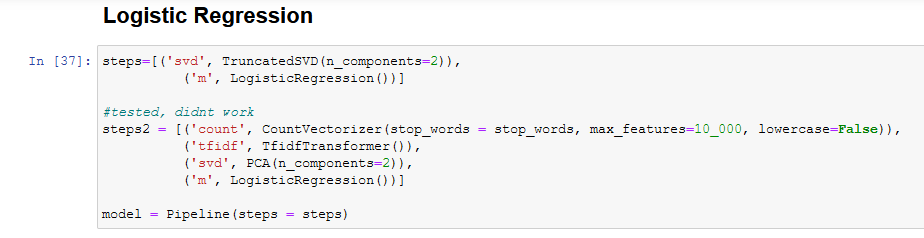 Logistic Regression
In [37]: steps=[('svd', TruncatedSVD(n_components=2)),
('m', LogisticRegression())]
#tested, didnt work
steps2 = [('count', CountVectorizer(stop_words = stop_words, max_features=10_000, lowercase=False)),
('tfidf', TfidfTransformer()),
('svd', PCA(n_components=2)),
('m', LogisticRegression())]
model = Pipeline(steps = steps)